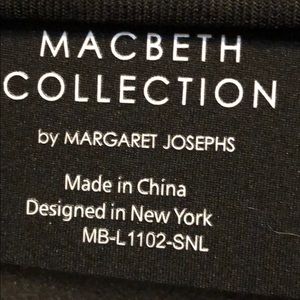 MACBETH
COLLECTION
by MARGARET JOSEPHS
Made in China
Designed in New York
MB-L1102-SNL